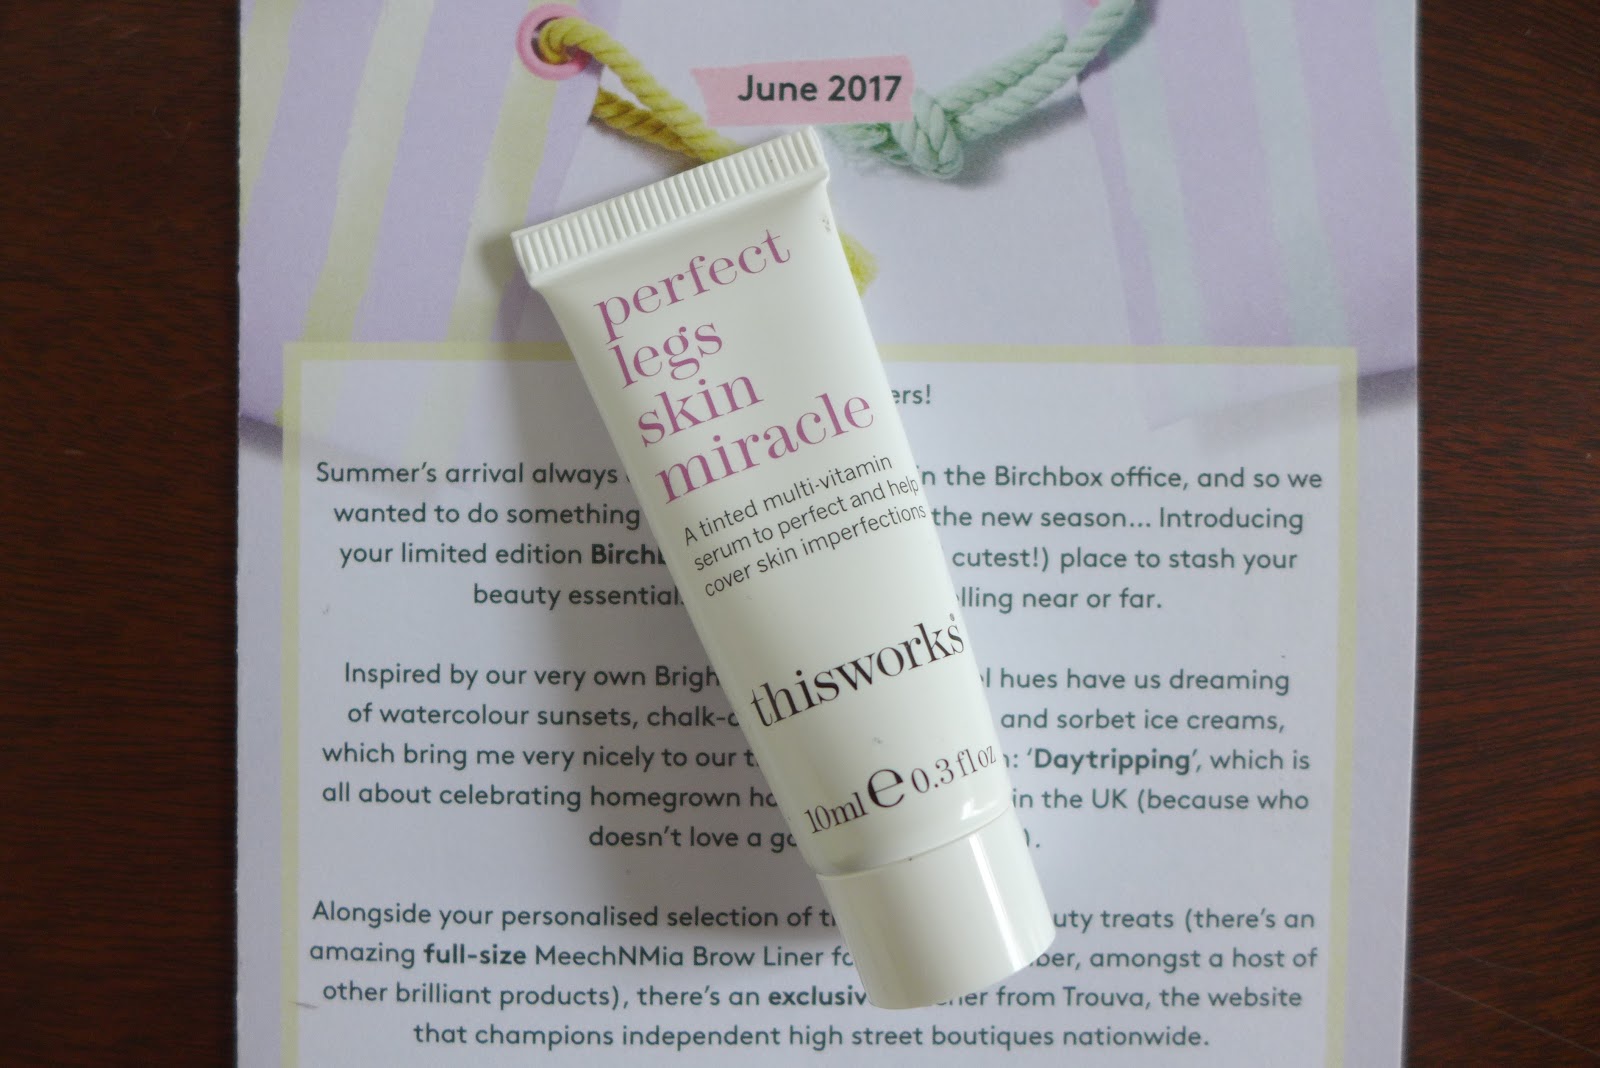 June 2017
perfect
legs
skin
miracle
A tinted multi-vitamin
serum to perfect and help
cover skin imperfections
thisworks®
10ml e 0.3 fl oz
Summer's arrival always in the Birchbox office, and so we
wanted to do something the new season... Introducing
your limited edition cutest!) place to stash your
beauty essentials near or far.
Inspired by our very own hues have us dreaming
of watercolour sunsets, and sorbet ice creams,
which bring me very nicely to our 'Daytripping', which is
all about celebrating homegrown in the UK (because who
doesn't love a
Alongside your personalised selection of treats (there's an
amazing full-size MeechNMia Brow Liner amongst a host of
other brilliant products), there's an exclusive from Trouva, the website
that champions independent high street boutiques nationwide.